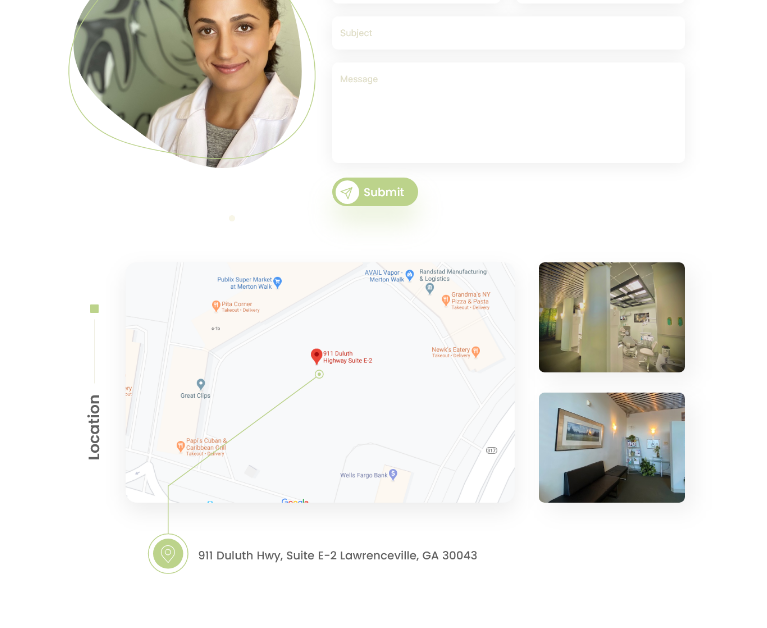 Subject
Message
Submit
Publix Super Market
at Merton Walk
AVAIL Vapor -
Merton Walk
Randstad Manufacturing
& Logistics
Pita Corner
Takeout • Delivery
Grandma's NY
Pizza & Pasta
Takeout • Delivery
911 Duluth
Highway Suite E-2
Newk's Eatery
Takeout • Delivery
Great Clips
Location
Papi's Cuban &
Caribbean Grill
Takeout • Delivery
Wells Fargo Bank
Google
911 Duluth Hwy, Suite E-2 Lawrenceville, GA 30043